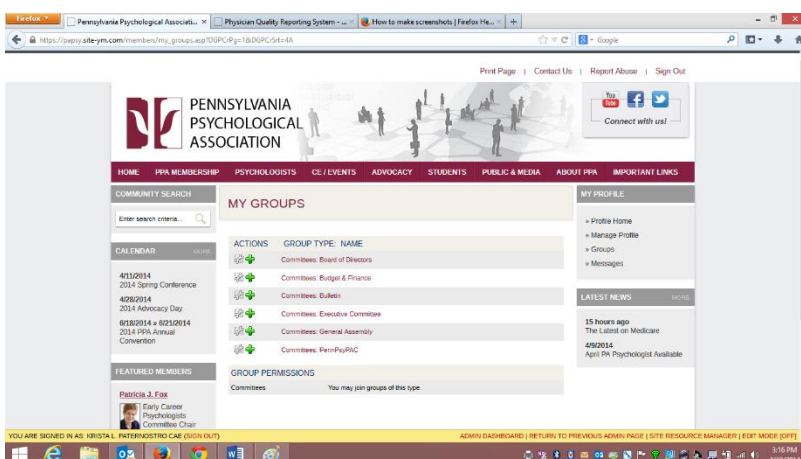 Firefox
Pennsylvania Psychological Associati...
Physician Quality Reporting System - ...
How to make screenshots | Firefox He...
https://papsy.site-ym.com/members/my_groups.asp?DGPCrPg=1&DGPCrSrt=4A
Google
Print Page | Contact Us | Report Abuse | Sign Out
PENNSYLVANIA
PSYCHOLOGICAL
ASSOCIATION
You
Tube
Connect with us!
HOME PPA MEMBERSHIP PSYCHOLOGISTS CE / EVENTS ADVOCACY STUDENTS PUBLIC & MEDIA ABOUT PPA IMPORTANT LINKS
COMMUNITY SEARCH
Enter search criteria...
CALENDAR MORE
4/11/2014
2014 Spring Conference
4/28/2014
2014 Advocacy Day
6/18/2014 » 6/21/2014
2014 PPA Annual
Convention
FEATURED MEMBERS
Patricia J. Fox
Early Career
Psychologists
Committee Chair
MY GROUPS
ACTIONS GROUP TYPE: NAME
Committees: Board of Directors
Committees: Budget & Finance
Committees: Bulletin
Committees: Executive Committee
Committees: General Assembly
Committees: PennPsyPAC
GROUP PERMISSIONS
Committees You may join groups of this type.
MY PROFILE
» Profile Home
» Manage Profile
» Groups
» Messages
LATEST NEWS MORE
15 hours ago
The Latest on Medicare
4/9/2014
April PA Psychologist Available
YOU ARE SIGNED IN AS: KRISTA L. PATERNOSTRO CAE (SIGN OUT)
ADMIN DASHBOARD | RETURN TO PREVIOUS ADMIN PAGE | SITE RESOURCE MANAGER | EDIT MODE [OFF]
3:16 PM